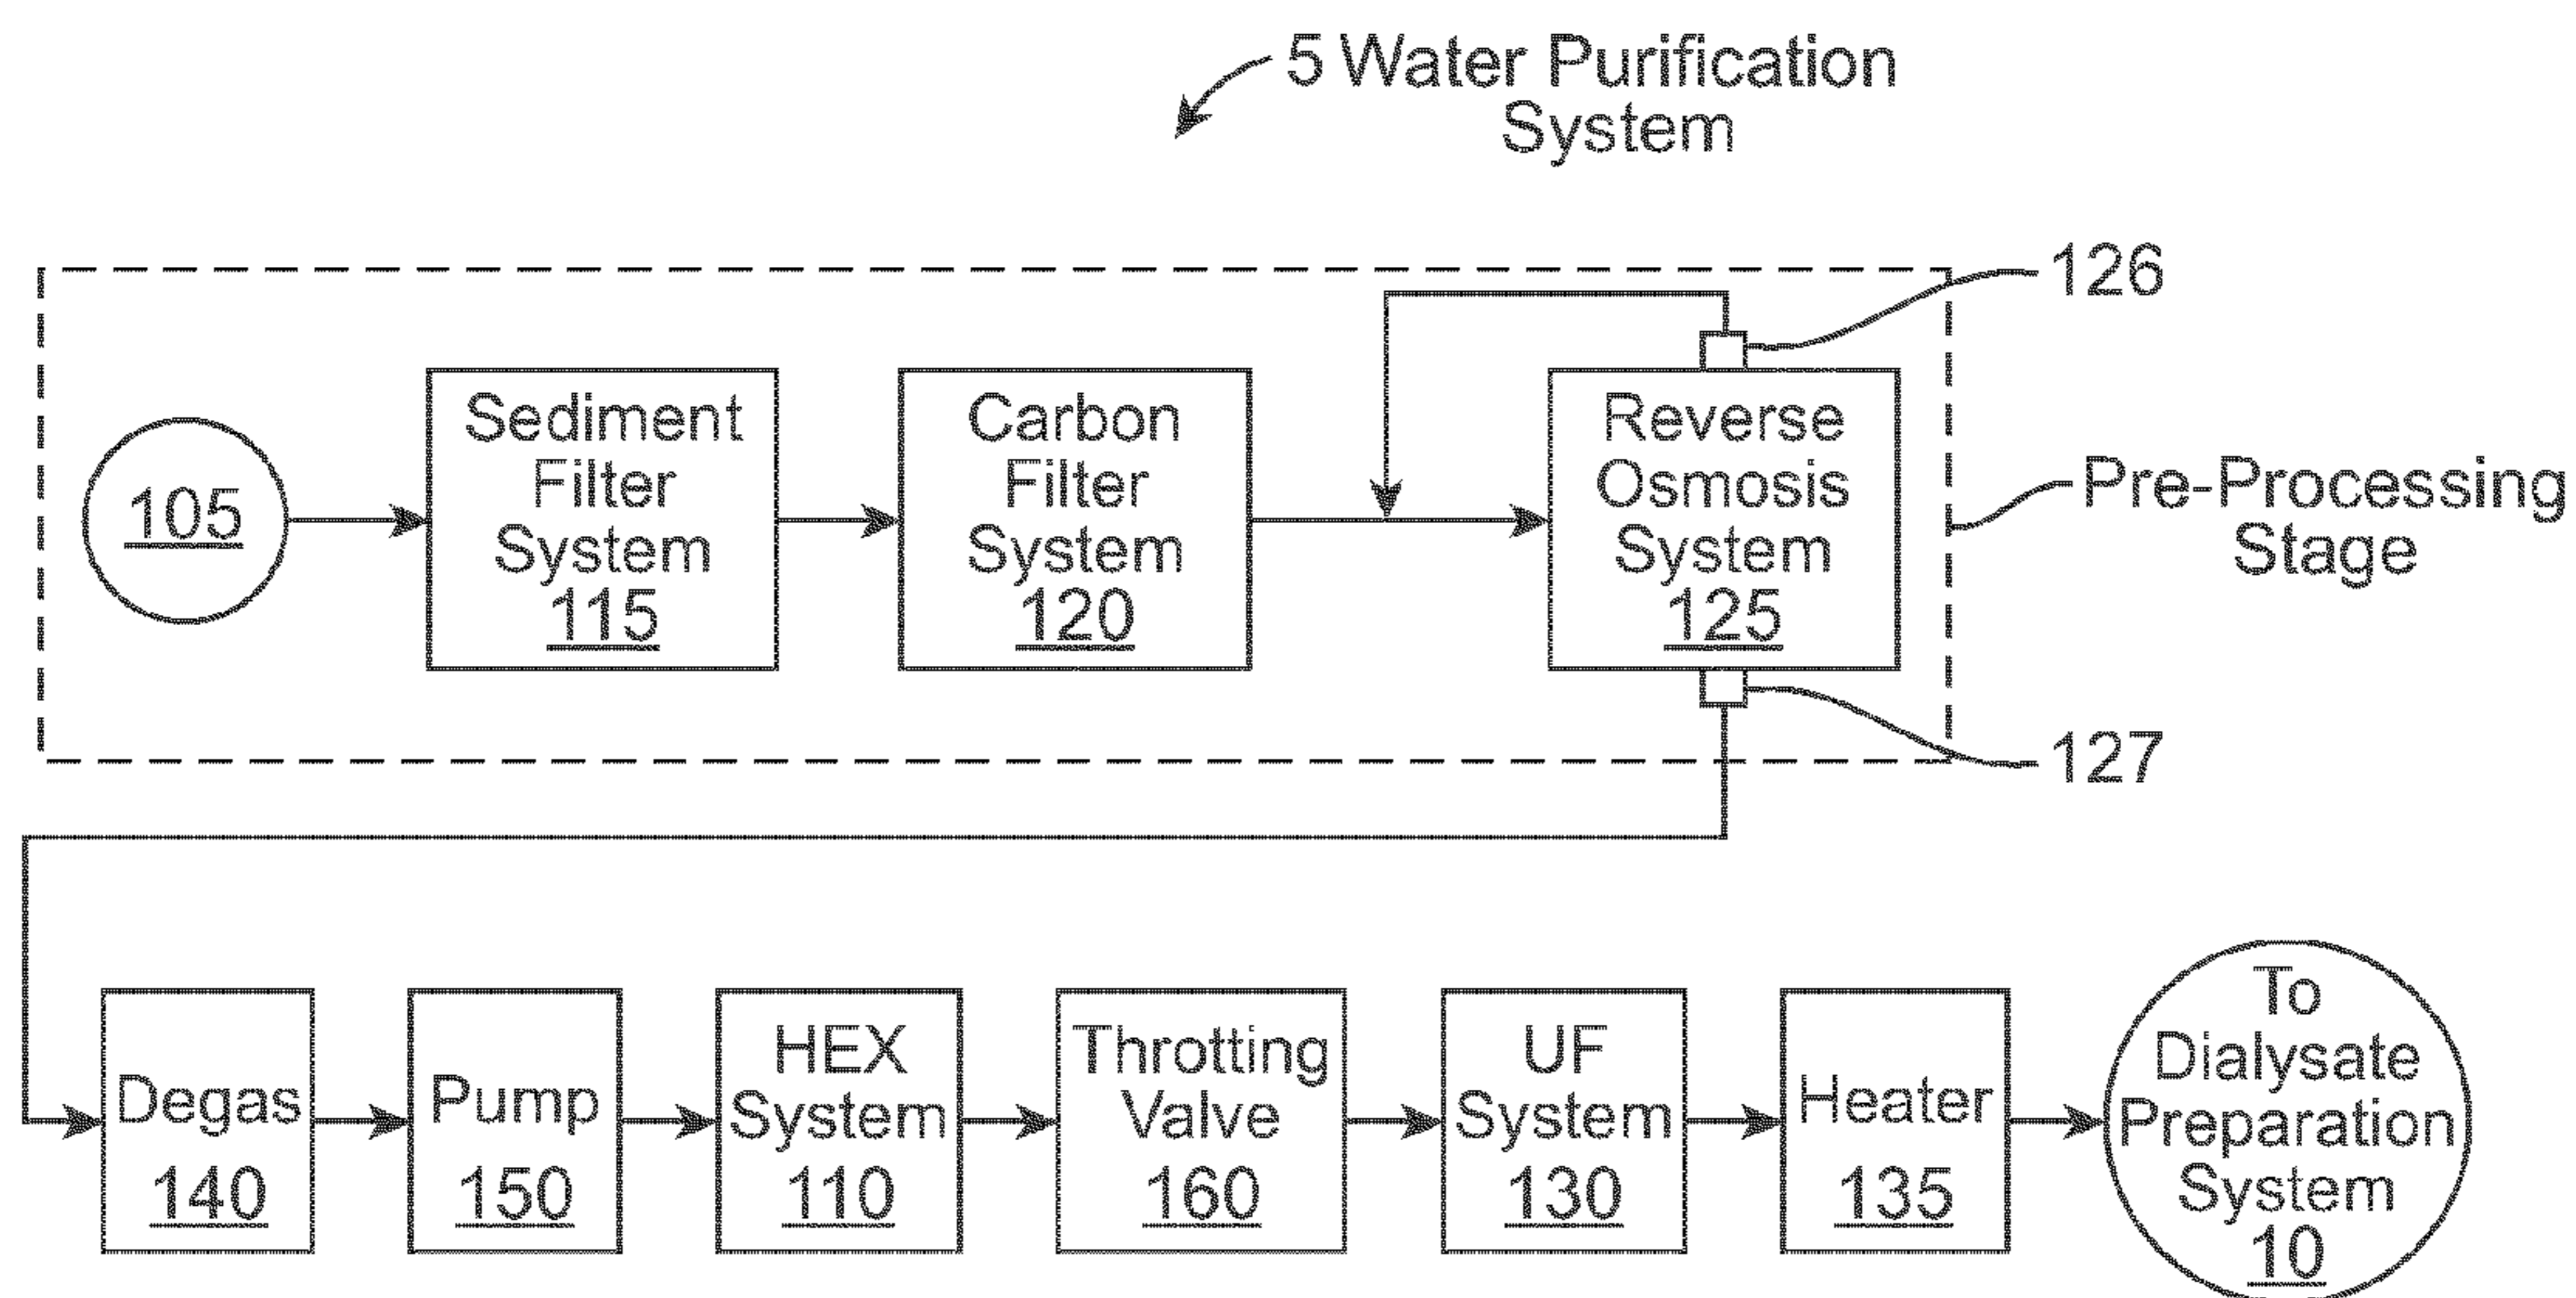 5 Water Purification
System
126
105
Sediment
Filter
System
115
Carbon
Filter
System
120
Reverse
Osmosis
System
125
Pre-Processing
Stage
127
Degas
140
Pump
150
HEX
System
110
Throtting
Valve
160
UF
System
130
Heater
135
To
Dialysate
Preparation
System
10